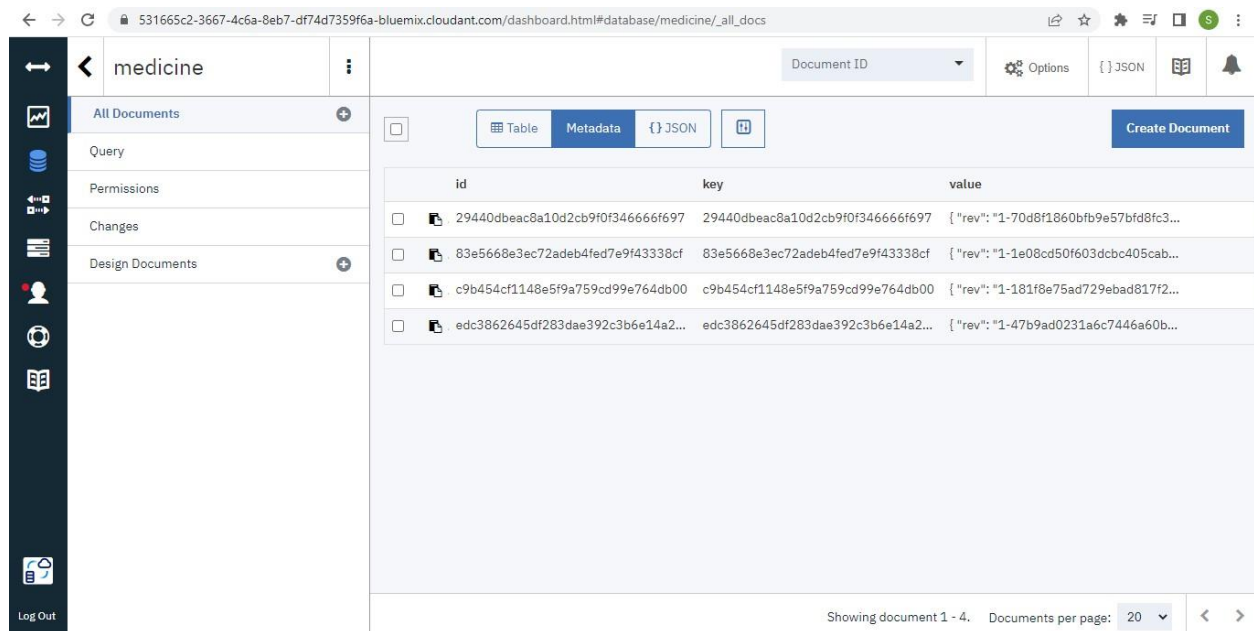 531665c2-3667-4c6a-8eb7-df74d7359f6a-bluemix.cloudant.com/dashboard.html#database/medicine/_all_docs
S
medicine
Document ID
Options
{ } JSON
All Documents
Query
Permissions
Changes
Design Documents
Table
Metadata
{ } JSON
Create Document
id key value
29440dbeac8a10d2cb9f0f346666f697 29440dbeac8a10d2cb9f0f346666f697 { "rev": "1-70d8f1860bfb9e57bfd8fc3...
83e5668e3ec72adeb4fed7e9f43338cf 83e5668e3ec72adeb4fed7e9f43338cf { "rev": "1-1e08cd50f603dcbc405cab...
c9b454cf1148e5f9a759cd99e764db00 c9b454cf1148e5f9a759cd99e764db00 { "rev": "1-181f8e75ad729ebad817f2...
edc3862645df283dae392c3b6e14a2... edc3862645df283dae392c3b6e14a2... { "rev": "1-47b9ad0231a6c7446a60b...
Log Out
Showing document 1 - 4. Documents per page: 20